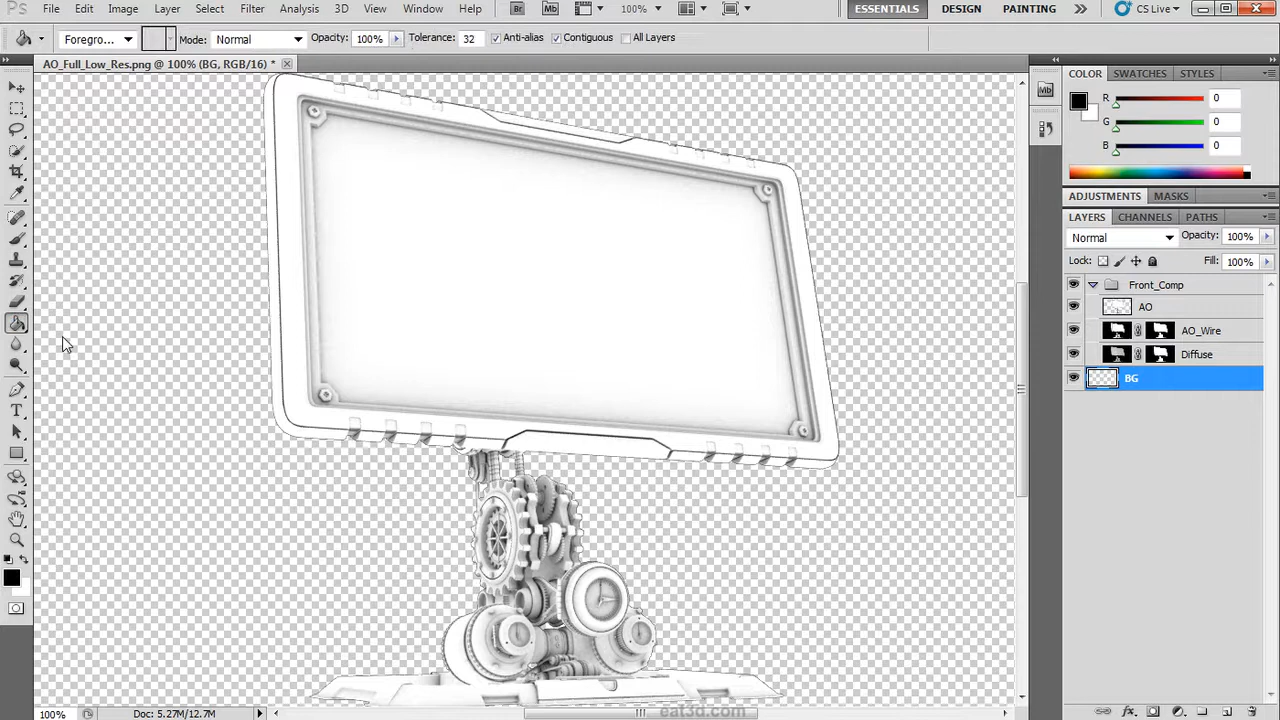 Ps File Edit Image Layer Select Filter Analysis 3D View Window Help Br Mb 100% ESSENTIALS DESIGN PAINTING CS Live
Foregro... Mode: Normal Opacity: 100% Tolerance: 32 Anti-alias Contiguous All Layers
AO_Full_Low_Res.png @ 100% (BG, RGB/16) *
Mb
COLOR SWATCHES STYLES
R 0
G 0
B 0
ADJUSTMENTS MASKS
LAYERS CHANNELS PATHS
Normal Opacity: 100%
Lock: Fill: 100%
Front_Comp
AO
AO_Wire
Diffuse
BG
T
100% Doc: 5.27M/12.7M
eat3d.com
fx